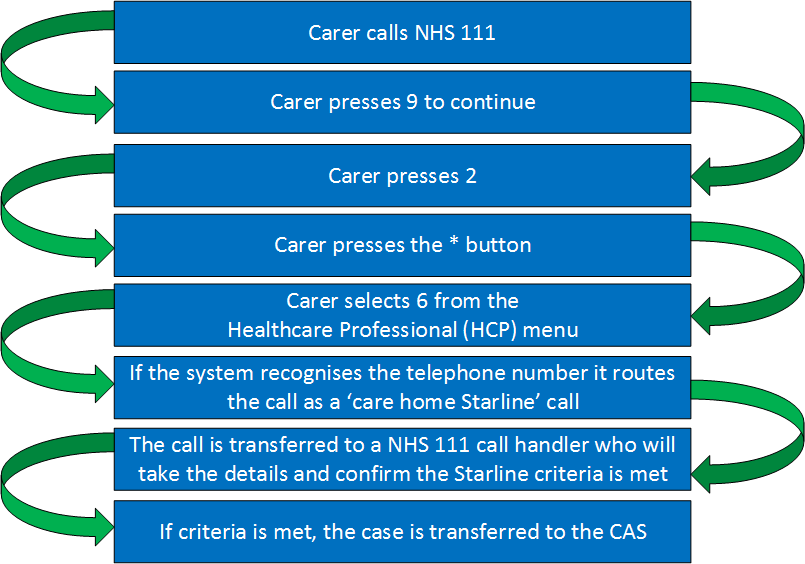 Carer calls NHS 111
Carer presses 9 to continue
Carer presses 2
Carer presses the * button
Carer selects 6 from the
Healthcare Professional (HCP) menu
If the system recognises the telephone number it routes
the call as a ‘care home Starline’ call
The call is transferred to a NHS 111 call handler who will
take the details and confirm the Starline criteria is met
If criteria is met, the case is transferred to the CAS